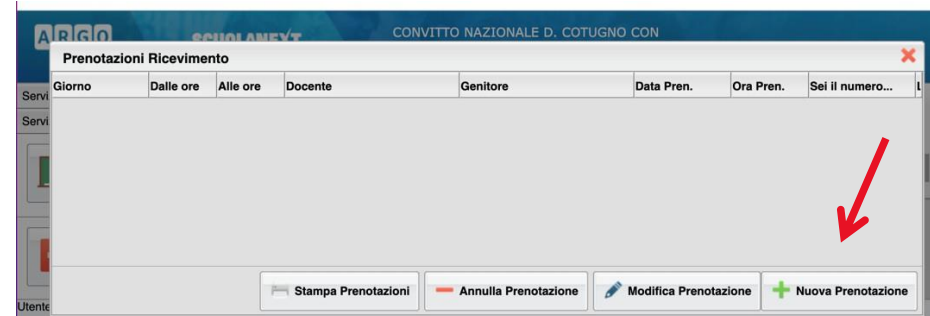 ARGO
SCUOLANEXT
CONVITTO NAZIONALE D. COTUGNO CON
Prenotazioni Ricevimento
Giorno Dalle ore Alle ore Docente Genitore Data Pren. Ora Pren. Sei il numero... L
Servi
Servi
Utente
Stampa Prenotazioni Annulla Prenotazione Modifica Prenotazione Nuova Prenotazione